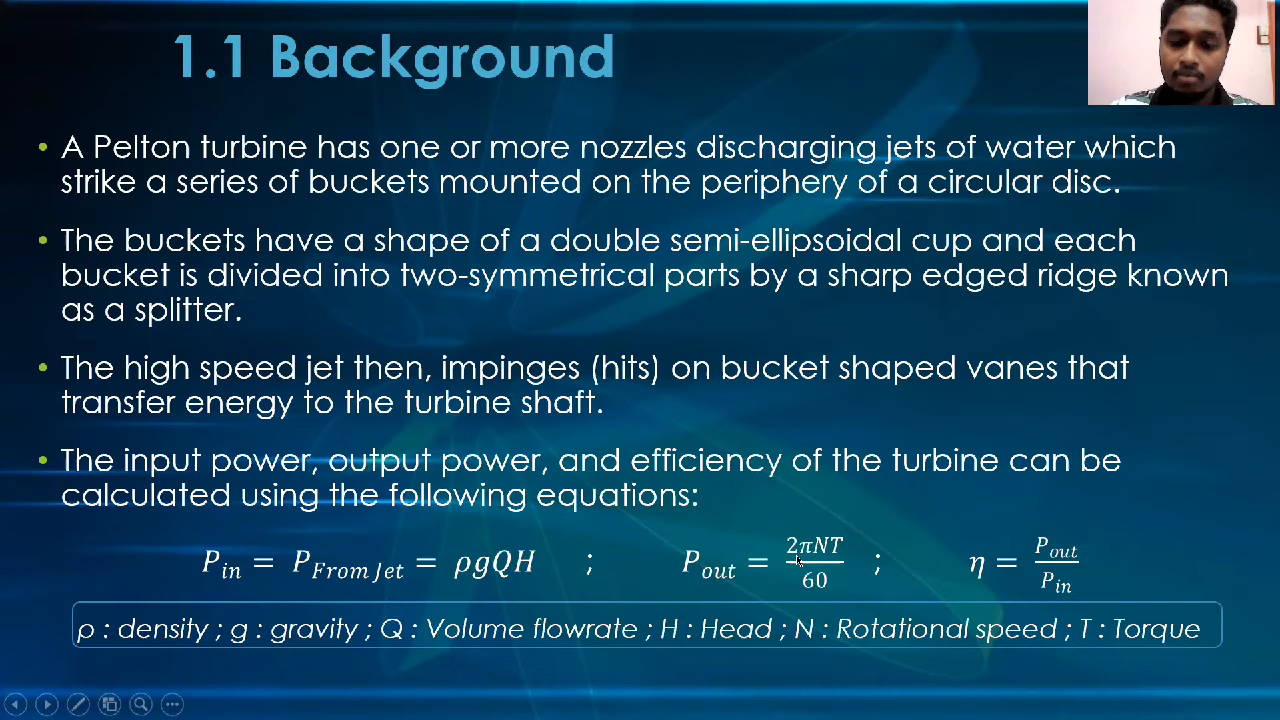 1.1 Background
• A Pelton turbine has one or more nozzles discharging jets of water which
strike a series of buckets mounted on the periphery of a circular disc.
• The buckets have a shape of a double semi-ellipsoidal cup and each
bucket is divided into two-symmetrical parts by a sharp edged ridge known
as a splitter.
• The high speed jet then, impinges (hits) on bucket shaped vanes that
transfer energy to the turbine shaft.
• The input power, output power, and efficiency of the turbine can be
calculated using the following equations:
P_in = P_From Jet = ρgQH ; P_out = 2πNT/60 ; η = P_out/P_in
ρ : density ; g : gravity ; Q : Volume flowrate ; H : Head ; N : Rotational speed ; T : Torque